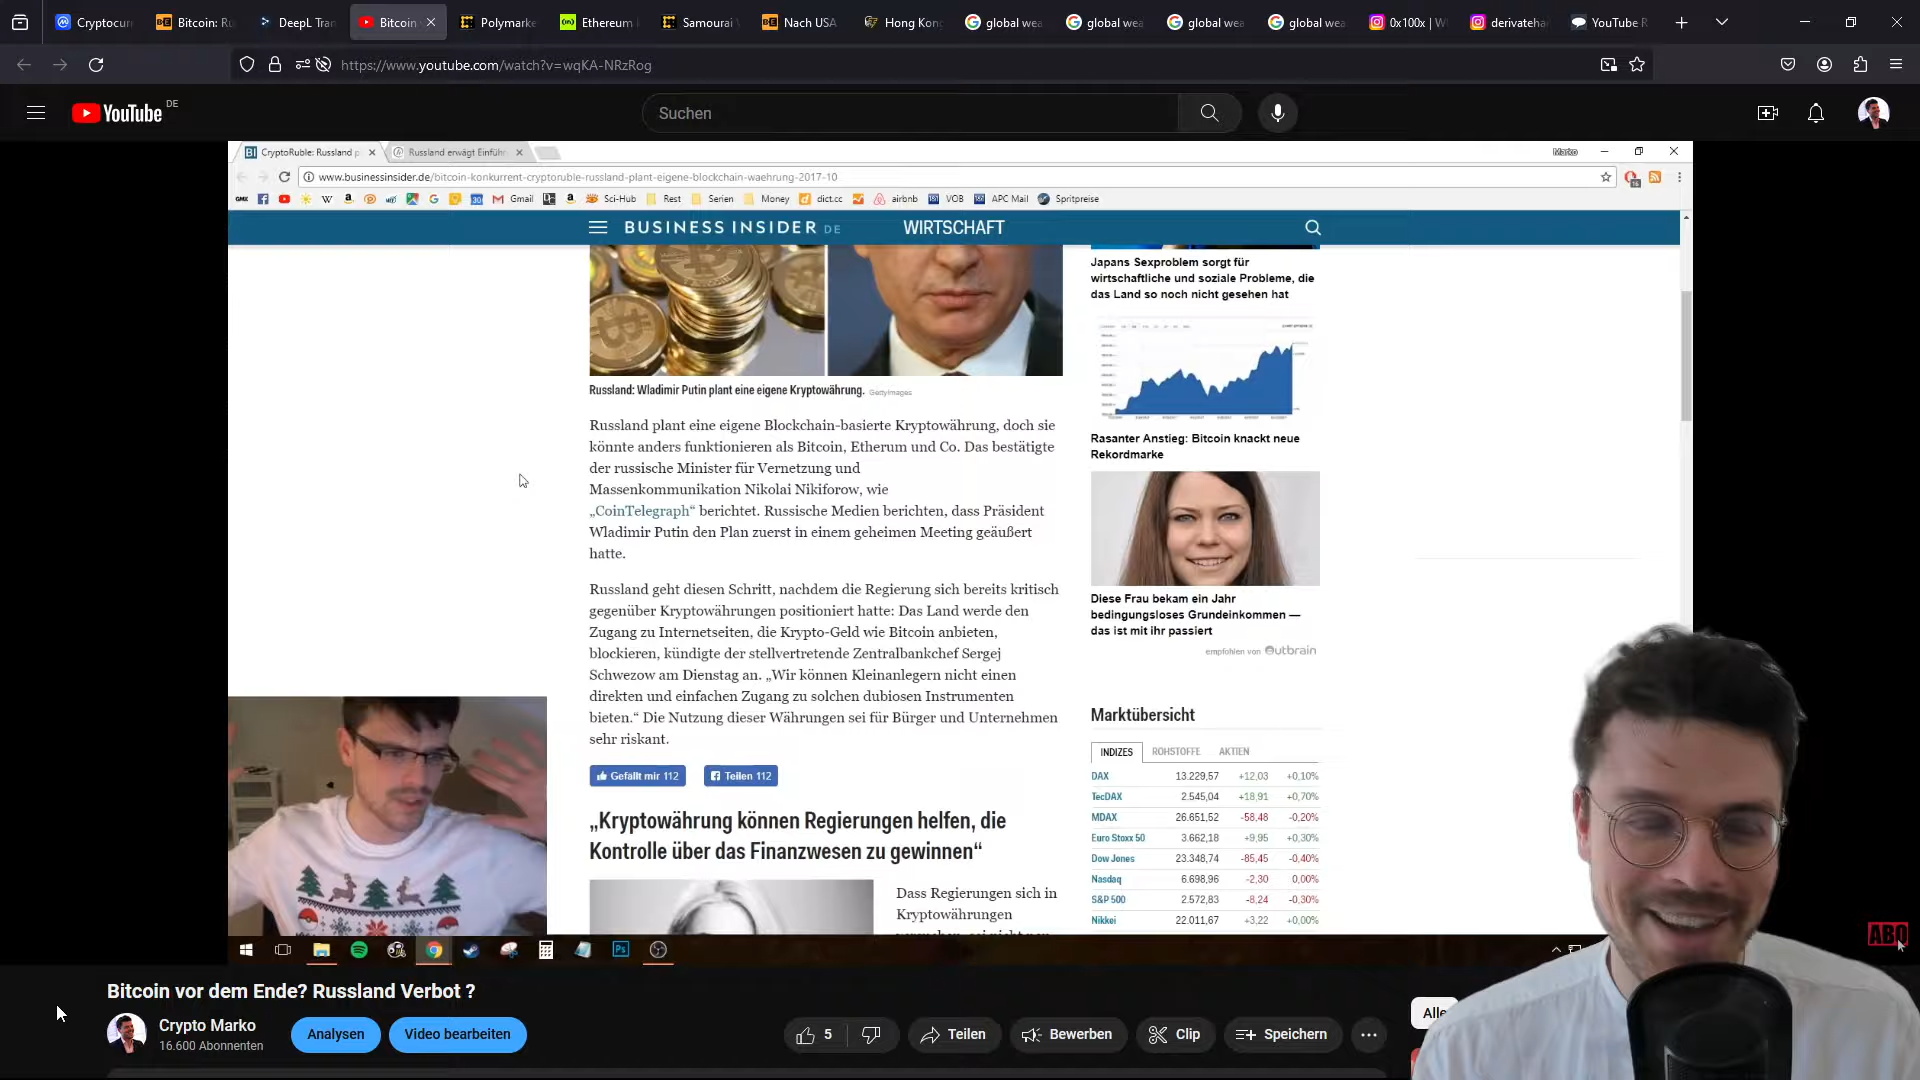 Cryptocur
Bitcoin: Ru
DeepL Tran
Bitcoin
Polymarke
Ethereum
Samourai
Nach USA
Hong Kon
global wea
global wea
global wea
global wea
0x100x | W
derivateha
YouTube R
https://www.youtube.com/watch?v=wqKA-NRzRog
YouTube DE
Suchen
CryptoRuble: Russland p
Russland erwägt Einfüh
Marko
www.businessinsider.de/bitcoin-konkurrent-cryptoruble-russland-plant-eigene-blockchain-waehrung-2017-10
GMX
Gmail
Sci-Hub
Rest
Serien
Money
dict.cc
airbnb
VOB
APC Mail
Spritpreise
BUSINESS INSIDER DE
WIRTSCHAFT
Russland: Wladimir Putin plant eine eigene Kryptowährung. GettyImages
Russland plant eine eigene Blockchain-basierte Kryptowährung, doch sie
könnte anders funktionieren als Bitcoin, Etherum und Co. Das bestätigte
der russische Minister für Vernetzung und
Massenkommunikation Nikolai Nikiforow, wie
„CoinTelegraph“ berichtet. Russische Medien berichten, dass Präsident
Wladimir Putin den Plan zuerst in einem geheimen Meeting geäußert
hatte.
Russland geht diesen Schritt, nachdem die Regierung sich bereits kritisch
gegenüber Kryptowährungen positioniert hatte: Das Land werde den
Zugang zu Internetseiten, die Krypto-Geld wie Bitcoin anbieten,
blockieren, kündigte der stellvertretende Zentralbankchef Sergej
Schwezow am Dienstag an. „Wir können Kleinanlegern nicht einen
direkten und einfachen Zugang zu solchen dubiosen Instrumenten
bieten.“ Die Nutzung dieser Währungen sei für Bürger und Unternehmen
sehr riskant.
Gefällt mir 112
Teilen 112
„Kryptowährung können Regierungen helfen, die
Kontrolle über das Finanzwesen zu gewinnen“
Dass Regierungen sich in
Kryptowährungen
Japans Sexproblem sorgt für
wirtschaftliche und soziale Probleme, die
das Land so noch nicht gesehen hat
Rasanter Anstieg: Bitcoin knackt neue
Rekordmarke
Diese Frau bekam ein Jahr
bedingungsloses Grundeinkommen —
das ist mit ihr passiert
empfohlen von Outbrain
Marktübersicht
INDIZES ROHSTOFFE AKTIEN
DAX 13.229,57 +12,03 +0,10%
TecDAX 2.545,04 +18,91 +0,70%
MDAX 26.651,52 -58,48 -0,20%
Euro Stoxx 50 3.662,18 +9,95 +0,30%
Dow Jones 23.348,74 -85,45 -0,40%
Nasdaq 6.698,96 -2,30 0,00%
S&P 500 2.572,83 -8,24 -0,30%
Nikkei 22.011,67 +3,22 +0,00%
ABO
Bitcoin vor dem Ende? Russland Verbot ?
Crypto Marko
16.600 Abonnenten
Analysen
Video bearbeiten
5
Teilen
Bewerben
Clip
Speichern
Alle